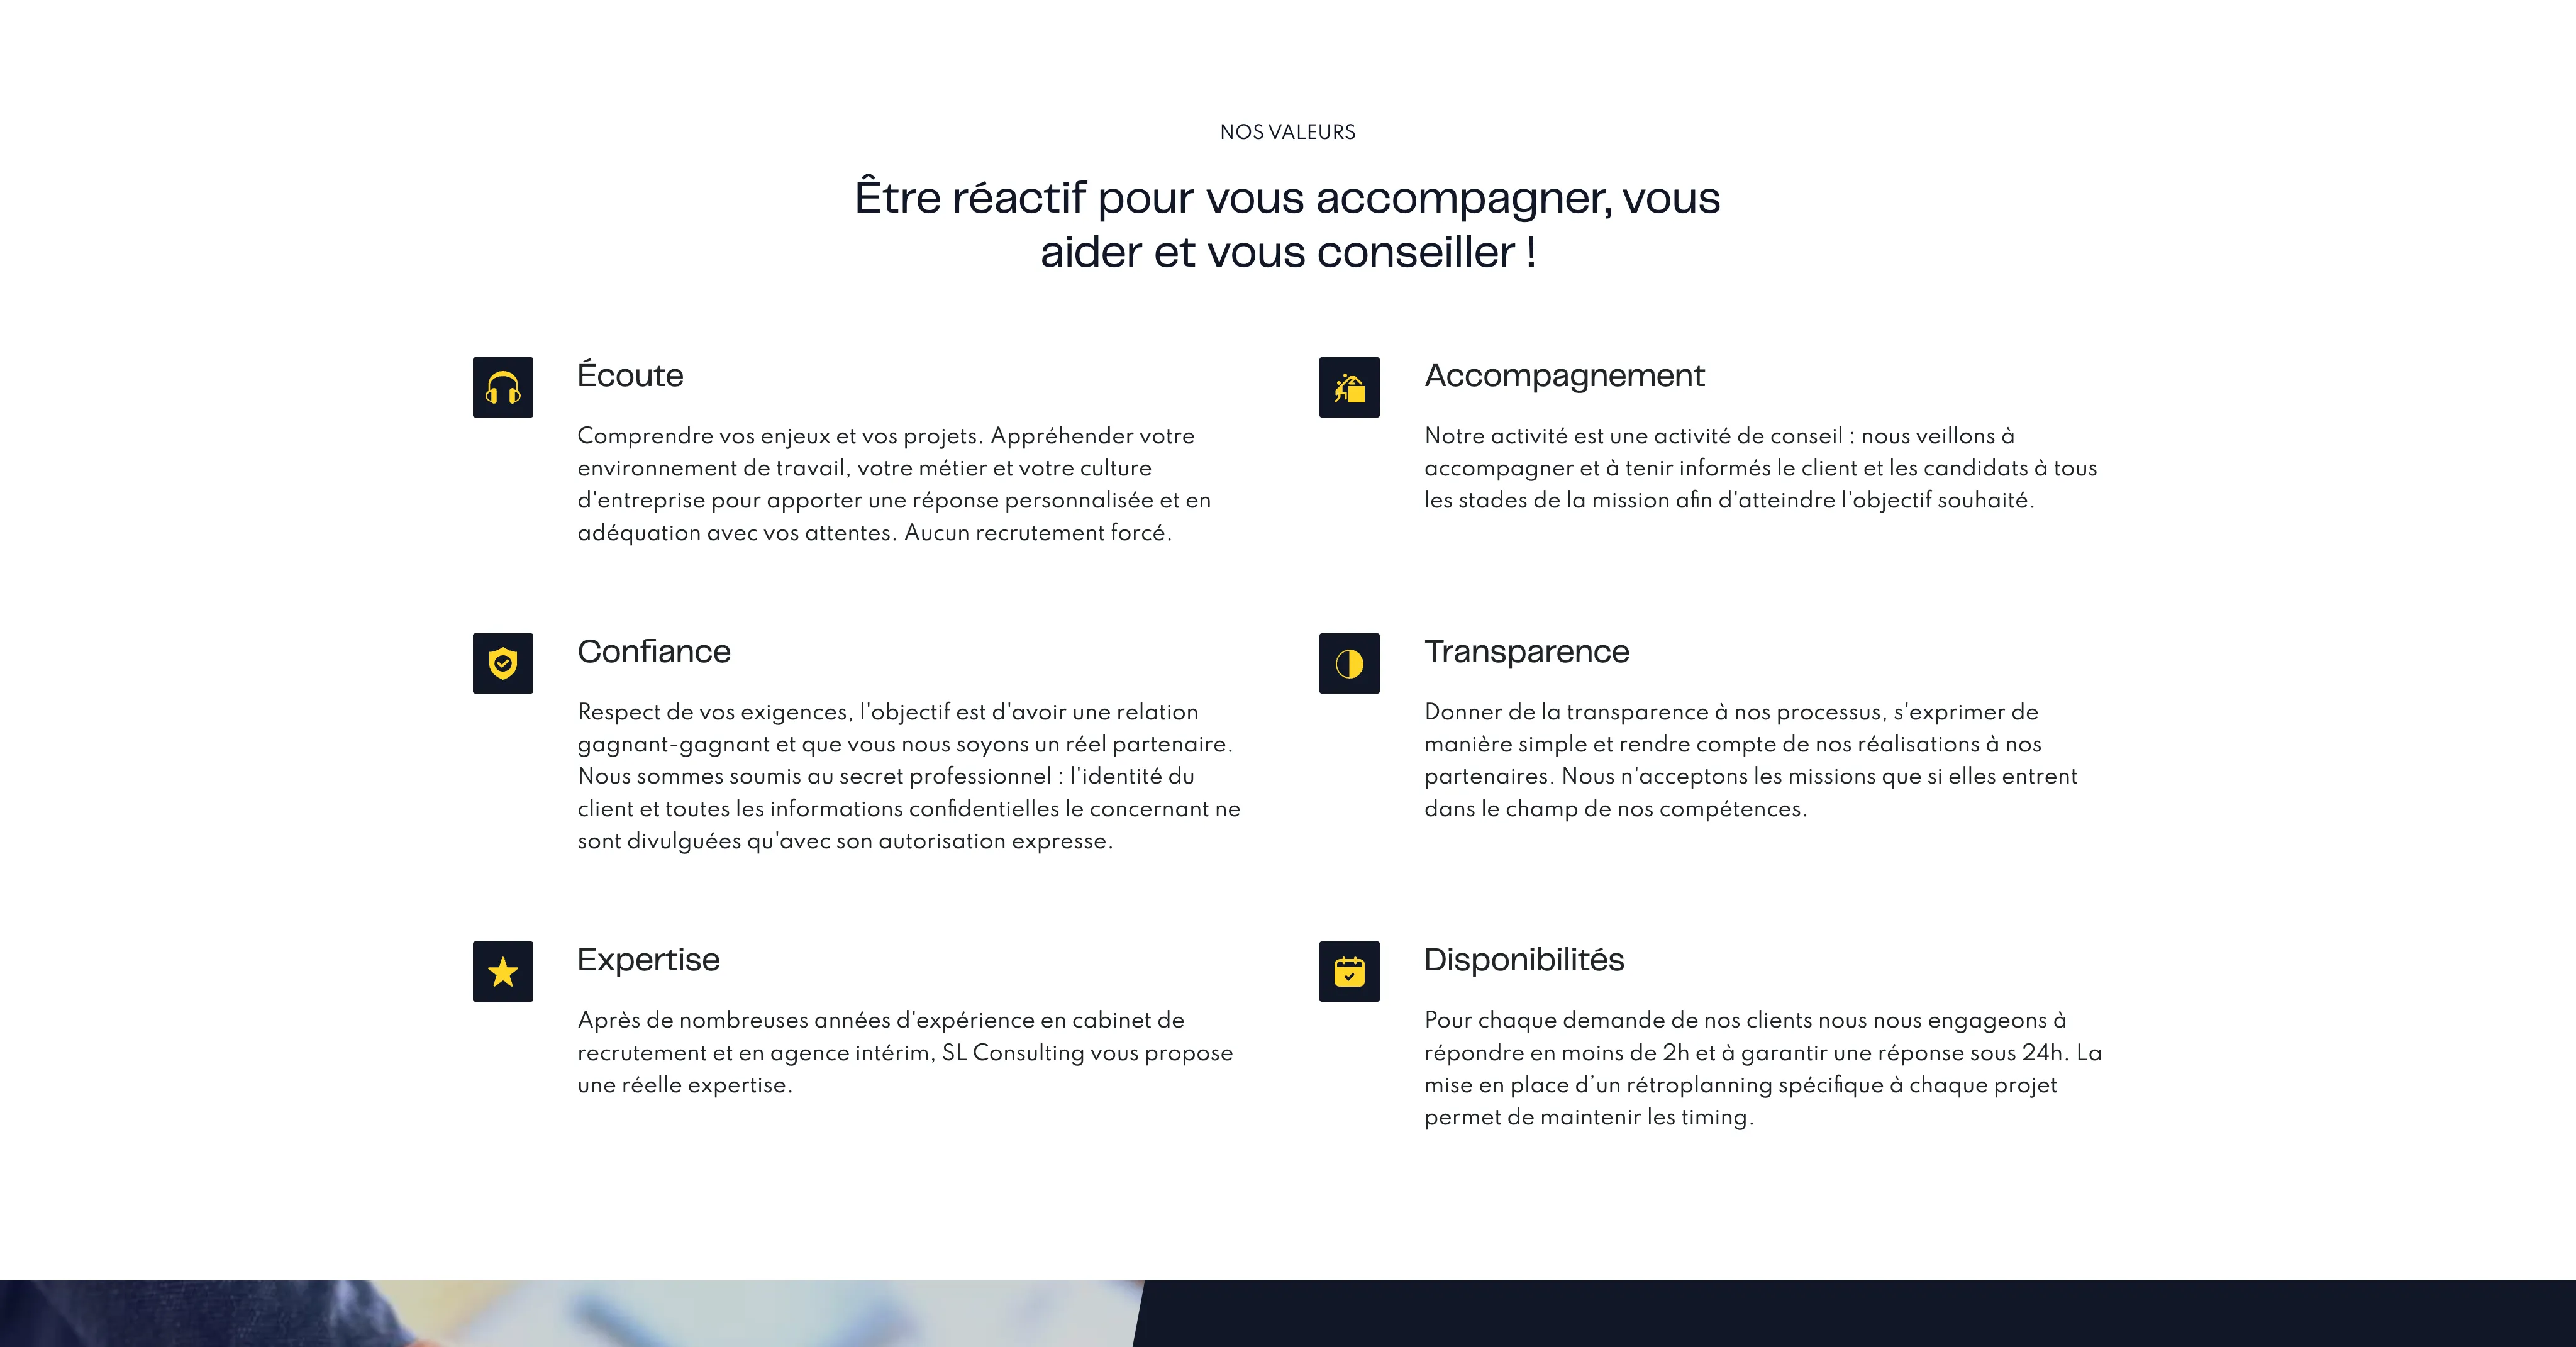 NOS VALEURS
Être réactif pour vous accompagner, vous
aider et vous conseiller !
Écoute
Comprendre vos enjeux et vos projets. Appréhender votre
environnement de travail, votre métier et votre culture
d'entreprise pour apporter une réponse personnalisée et en
adéquation avec vos attentes. Aucun recrutement forcé.
Accompagnement
Notre activité est une activité de conseil : nous veillons à
accompagner et à tenir informés le client et les candidats à tous
les stades de la mission afin d'atteindre l'objectif souhaité.
Confiance
Respect de vos exigences, l'objectif est d'avoir une relation
gagnant-gagnant et que vous nous soyons un réel partenaire.
Nous sommes soumis au secret professionnel : l'identité du
client et toutes les informations confidentielles le concernant ne
sont divulguées qu'avec son autorisation expresse.
Transparence
Donner de la transparence à nos processus, s'exprimer de
manière simple et rendre compte de nos réalisations à nos
partenaires. Nous n'acceptons les missions que si elles entrent
dans le champ de nos compétences.
Expertise
Après de nombreuses années d'expérience en cabinet de
recrutement et en agence intérim, SL Consulting vous propose
une réelle expertise.
Disponibilités
Pour chaque demande de nos clients nous nous engageons à
répondre en moins de 2h et à garantir une réponse sous 24h. La
mise en place d’un rétroplanning spécifique à chaque projet
permet de maintenir les timing.